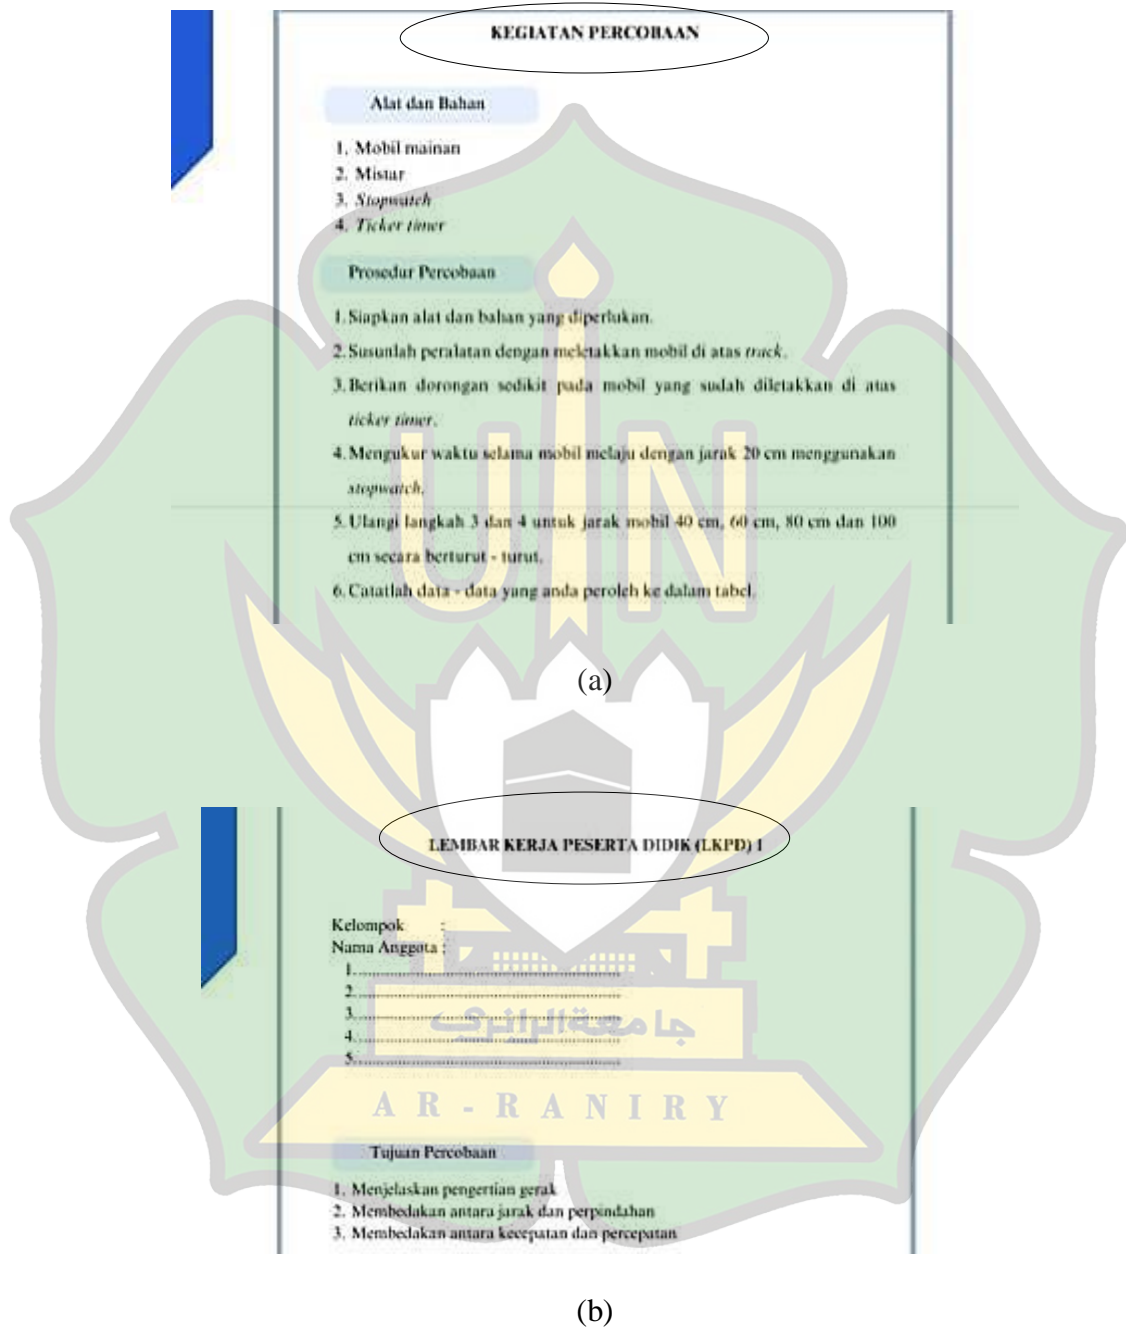 KEGIATAN PERCOBAAN
Alat dan Bahan
1. Mobil mainan
2. Mistar
3. Stopwatch
4. Ticker timer
Prosedur Percobaan
1. Siapkan alat dan bahan yang diperlukan.
2. Susunlah peralatan dengan meletakkan mobil di atas track.
3. Berikan dorongan sedikit pada mobil yang sudah diletakkan di atas
ticker timer.
4. Mengukur waktu selama mobil melaju dengan jarak 20 cm menggunakan
stopwatch.
5. Ulangi langkah 3 dan 4 untuk jarak mobil 40 cm, 60 cm, 80 cm dan 100
cm secara berturut - turut.
6. Catatlah data - data yang anda peroleh ke dalam tabel.
UIN
(a)
LEMBAR KERJA PESERTA DIDIK (LKPD) 1
Kelompok :
Nama Anggota :
1. ........................................................
2. ........................................................
3. ........................................................
4. ........................................................
5. ........................................................
جامعة الرانري
AR-RANIRY
Tujuan Percobaan
1. Menjelaskan pengertian gerak
2. Membedakan antara jarak dan perpindahan
3. Membedakan antara kecepatan dan percepatan
(b)